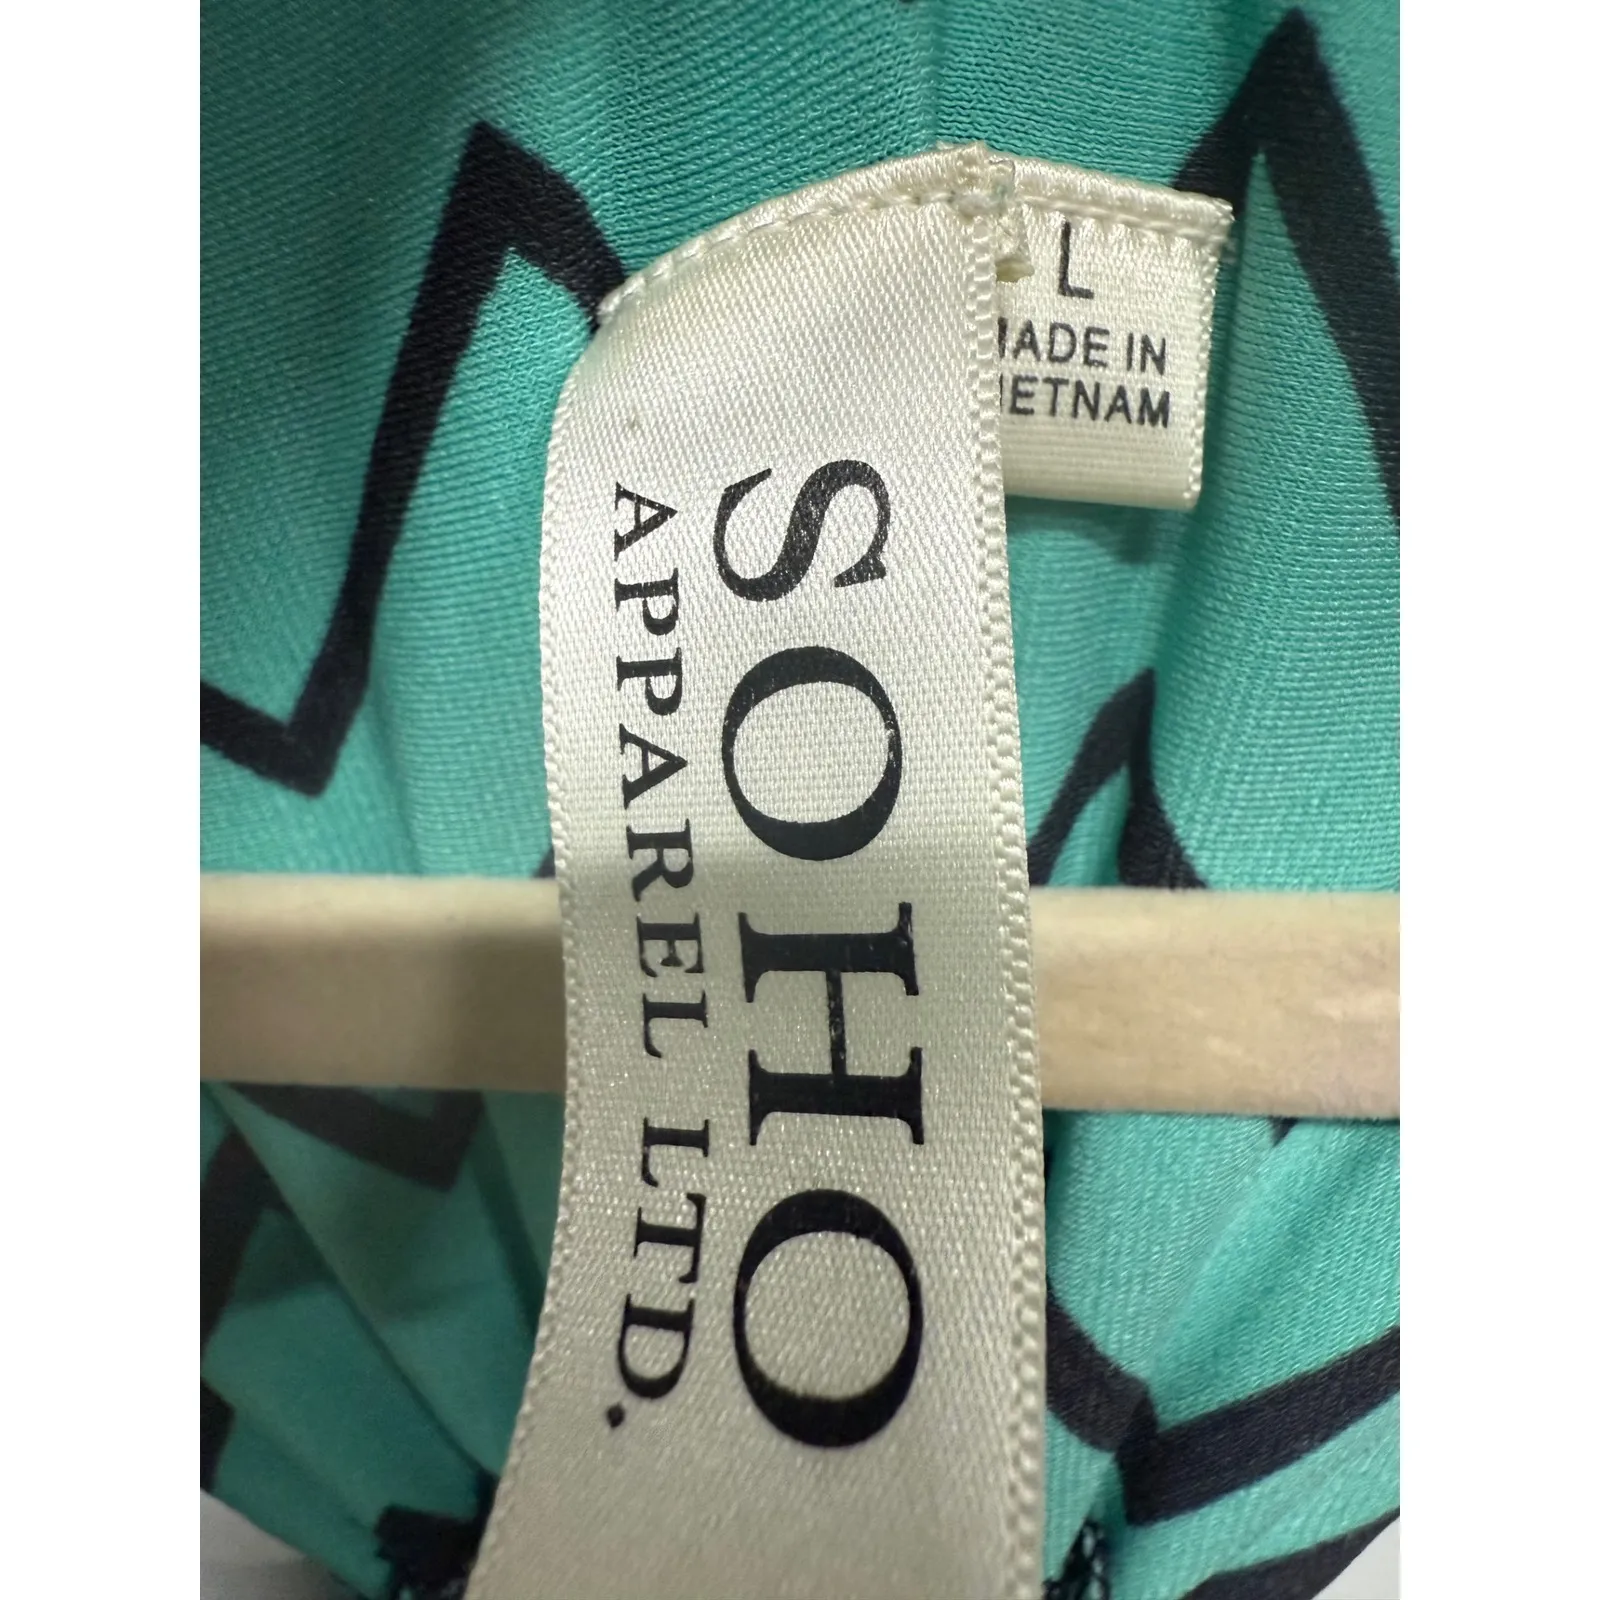 SOHO
APPAREL LTD.
L
MADE IN
VIETNAM